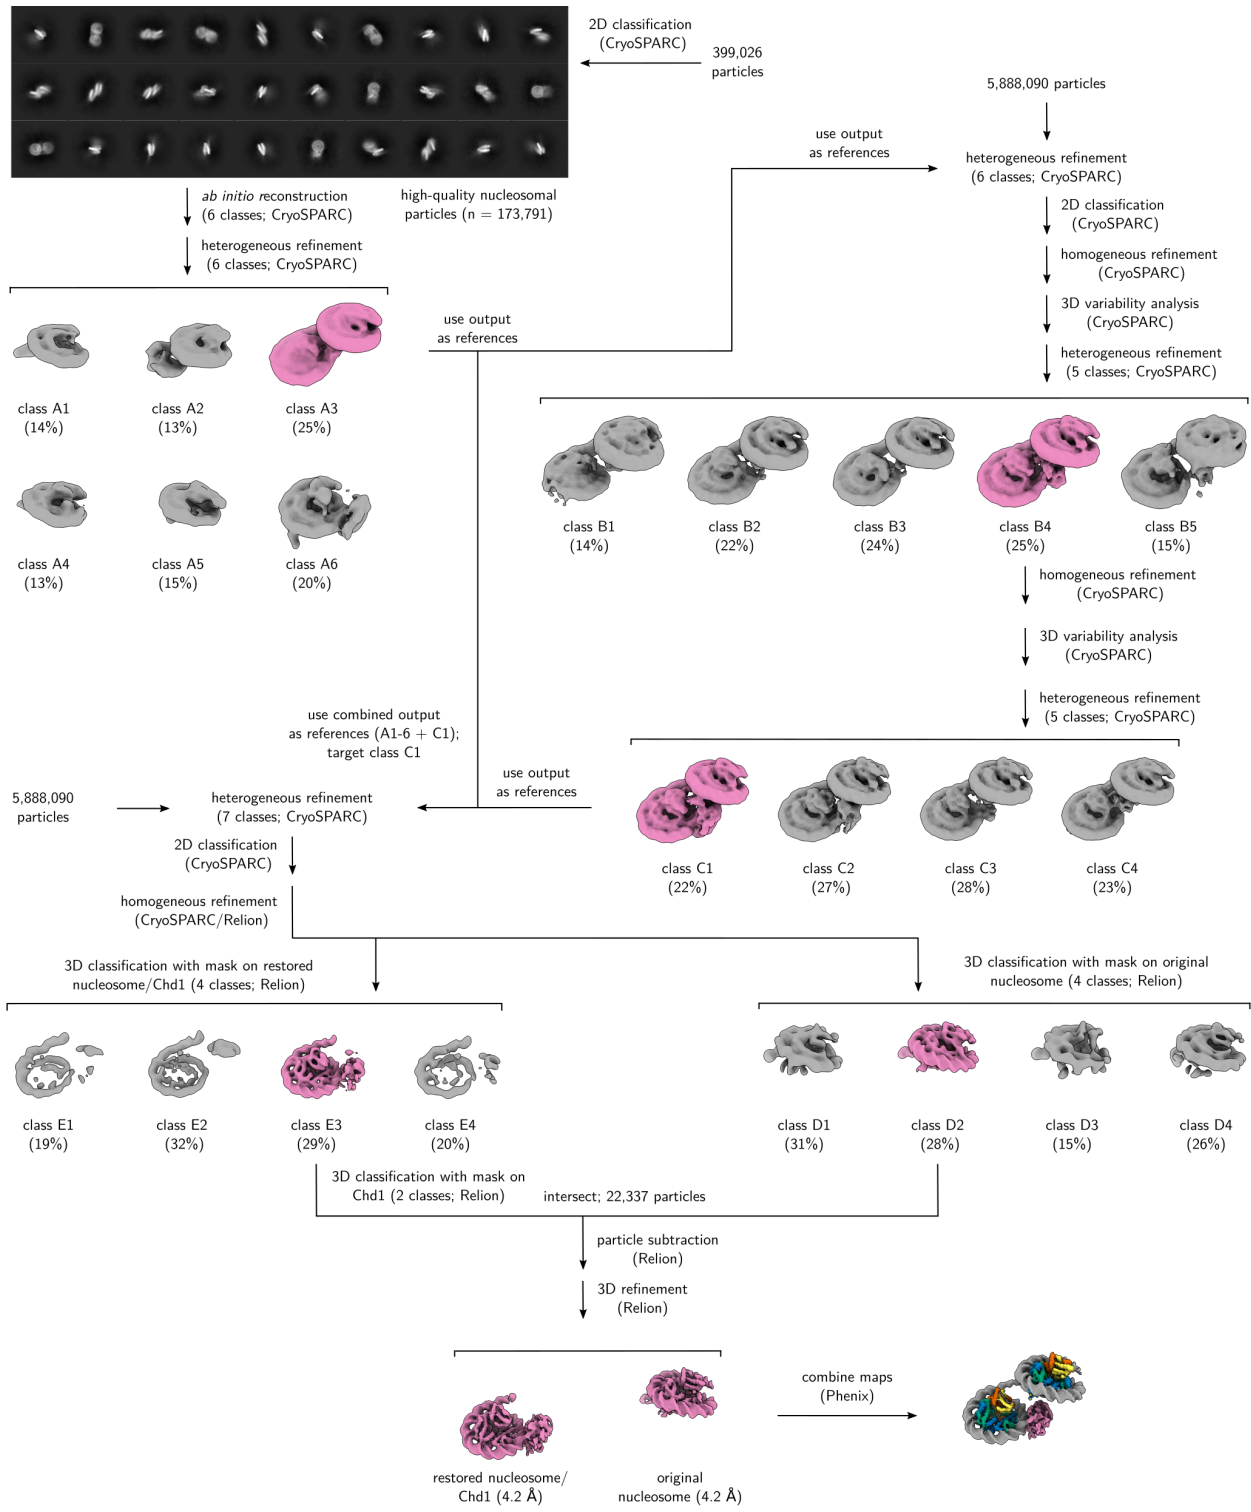 2D classification
(CryoSPARC)
399,026
particles
5,888,090 particles
use output
as references
heterogeneous refinement
(6 classes; CryoSPARC)
ab initio reconstruction
(6 classes; CryoSPARC)
high-quality nucleosomal
particles (n = 173,791)
2D classification
(CryoSPARC)
heterogeneous refinement
(6 classes; CryoSPARC)
homogeneous refinement
(CryoSPARC)
3D variability analysis
(CryoSPARC)
use output
as references
heterogeneous refinement
(5 classes; CryoSPARC)
class A1
(14%)
class A2
(13%)
class A3
(25%)
class B1
(14%)
class B2
(22%)
class B3
(24%)
class B4
(25%)
class B5
(15%)
class A4
(13%)
class A5
(15%)
class A6
(20%)
homogeneous refinement
(CryoSPARC)
3D variability analysis
(CryoSPARC)
heterogeneous refinement
(5 classes; CryoSPARC)
use combined output
as references (A1-6 + C1);
target class C1
use output
as references
5,888,090
particles
heterogeneous refinement
(7 classes; CryoSPARC)
2D classification
(CryoSPARC)
class C1
(22%)
class C2
(27%)
class C3
(28%)
class C4
(23%)
homogeneous refinement
(CryoSPARC/Relion)
3D classification with mask on restored
nucleosome/Chd1 (4 classes; Relion)
3D classification with mask on original
nucleosome (4 classes; Relion)
class E1
(19%)
class E2
(32%)
class E3
(29%)
class E4
(20%)
class D1
(31%)
class D2
(28%)
class D3
(15%)
class D4
(26%)
3D classification with mask on
Chd1 (2 classes; Relion)
intersect; 22,337 particles
particle subtraction
(Relion)
3D refinement
(Relion)
combine maps
(Phenix)
restored nucleosome/
Chd1 (4.2 Å)
original
nucleosome (4.2 Å)